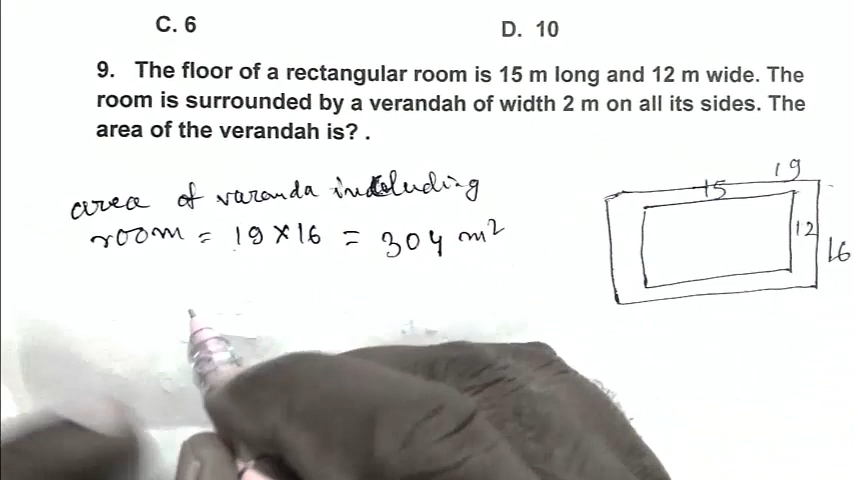 C. 6
D. 10
9. The floor of a rectangular room is 15 m long and 12 m wide. The
room is surrounded by a verandah of width 2 m on all its sides. The
area of the verandah is? .
area of varanda including
room = 19 × 16 = 304 m²
19
15
12
16